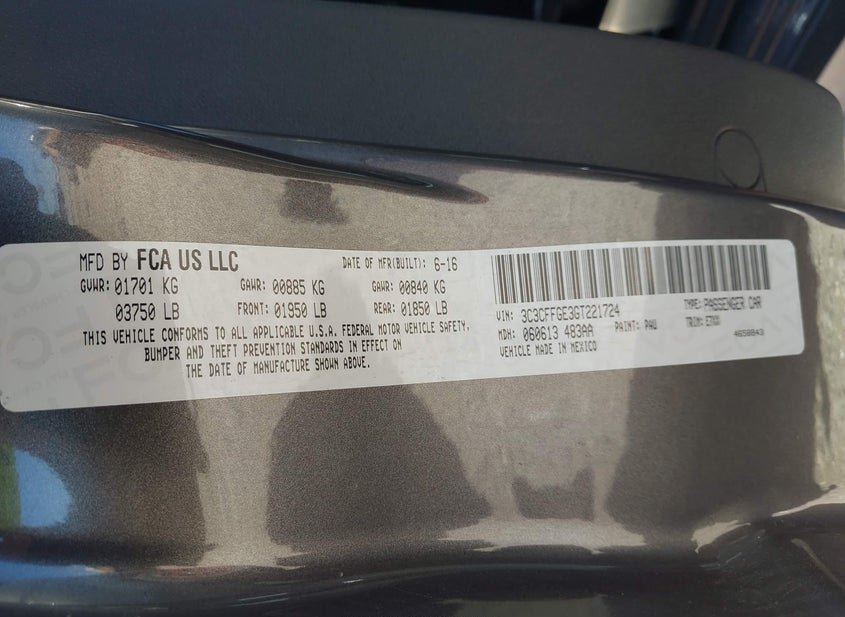 MFD BY FCA US LLC DATE OF MFR(BUILT): 6-16
GVWR: 01701 KG GAWR: 00885 KG GAWR: 00840 KG
03750 LB FRONT: 01950 LB REAR: 01850 LB
THIS VEHICLE CONFORMS TO ALL APPLICABLE U.S.A. FEDERAL MOTOR VEHICLE SAFETY,
BUMPER AND THEFT PREVENTION STANDARDS IN EFFECT ON
THE DATE OF MANUFACTURE SHOWN ABOVE.
VIN: 3C3CFFGE3GT221724 TYPE: PASSENGER CAR
MDH: 060613 483AA PAINT: PAU TRIM:
VEHICLE MADE IN MEXICO 4658843